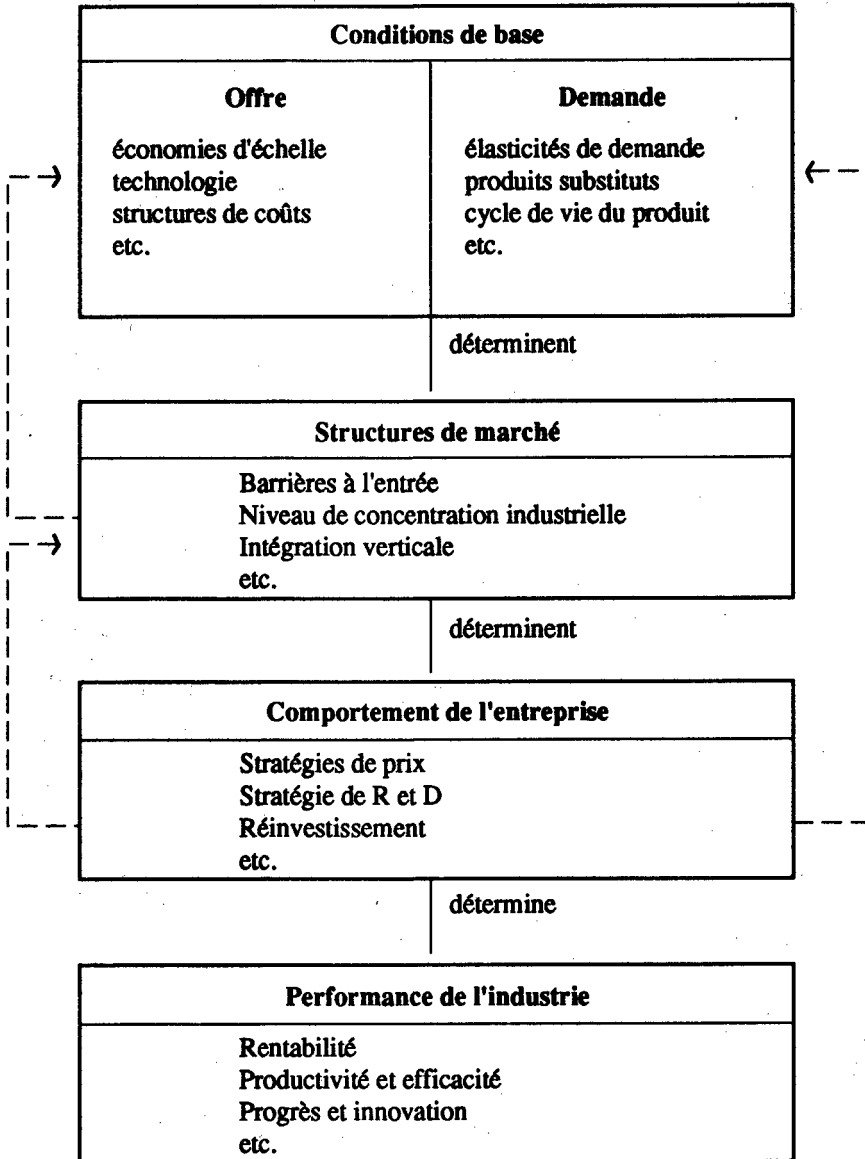 Conditions de base
Offre
économies d'échelle
technologie
structures de coûts
etc.
Demande
élasticités de demande
produits substituts
cycle de vie du produit
etc.
déterminent
Structures de marché
Barrières à l'entrée
Niveau de concentration industrielle
Intégration verticale
etc.
déterminent
Comportement de l'entreprise
Stratégies de prix
Stratégie de R et D
Réinvestissement
etc.
détermine
Performance de l'industrie
Rentabilité
Productivité et efficacité
Progrès et innovation
etc.